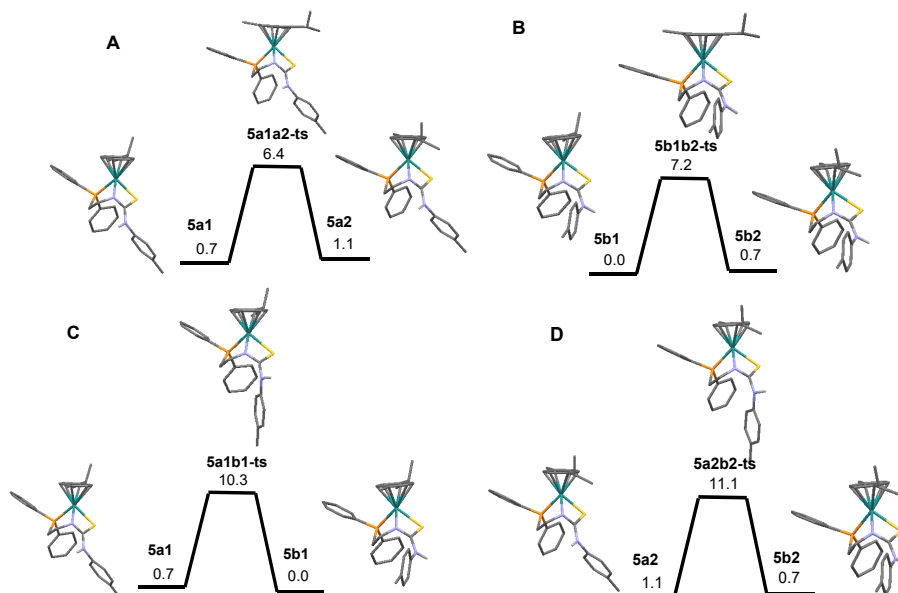 A
5a1a2-ts
6.4
5a1
0.7
5a2
1.1
B
5b1b2-ts
7.2
5b1
0.0
5b2
0.7
C
5a1b1-ts
10.3
5a1
0.7
5b1
0.0
D
5a2b2-ts
11.1
5a2
1.1
5b2
0.7